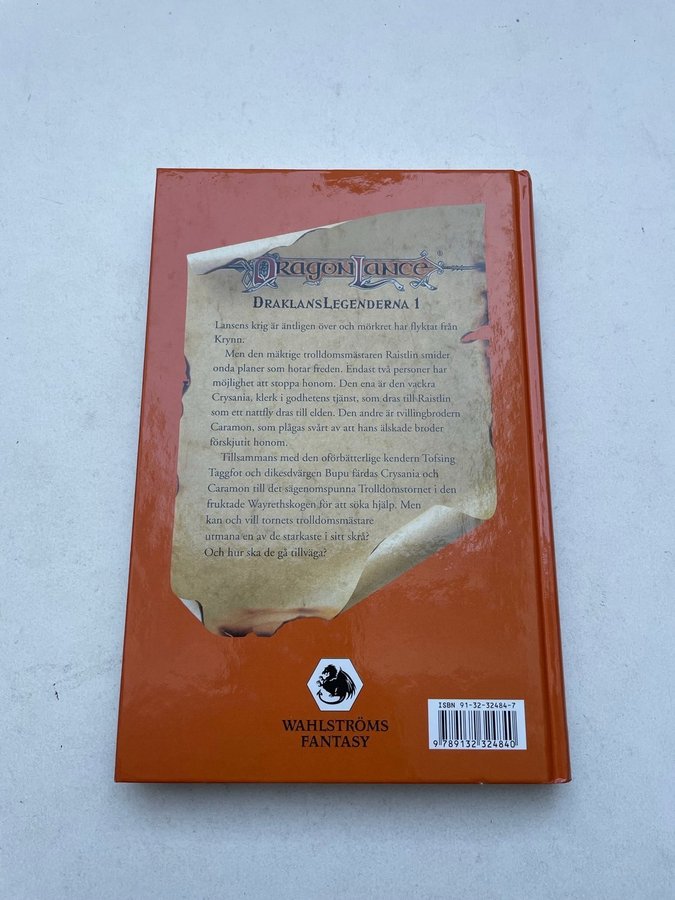 DRAGONLANCE®
DRAKLANSLEGENDERNA 1
Lansens krig är äntligen över och mörkret har flyktat från
Krynn.
Men den mäktige trolldomsmästaren Raistlin smider
onda planer som hotar freden. Endast två personer har
möjlighet att stoppa honom. Den ena är den vackra
Crysania, klerk i godhetens tjänst, som dras till Raistlin
som ett nattfly dras till elden. Den andre är tvillingbrodern
Caramon, som plågas svårt av att hans älskade broder
förskjutit honom.
Tillsammans med den oförbätterlige kendern Tofsing
Taggfot och dikesdvärgen Bupu färdas Crysania och
Caramon till det sägenomspunna Trolldomstornet i den
fruktade Wayrethskogen för att söka hjälp. Men
kan och vill tornets trolldomsmästare
utmana en av de starkaste i sitt skrå?
Och hur ska de gå tillväga?
WAHLSTRÖMS
FANTASY
ISBN 91-32-32484-7
9 789132 324840